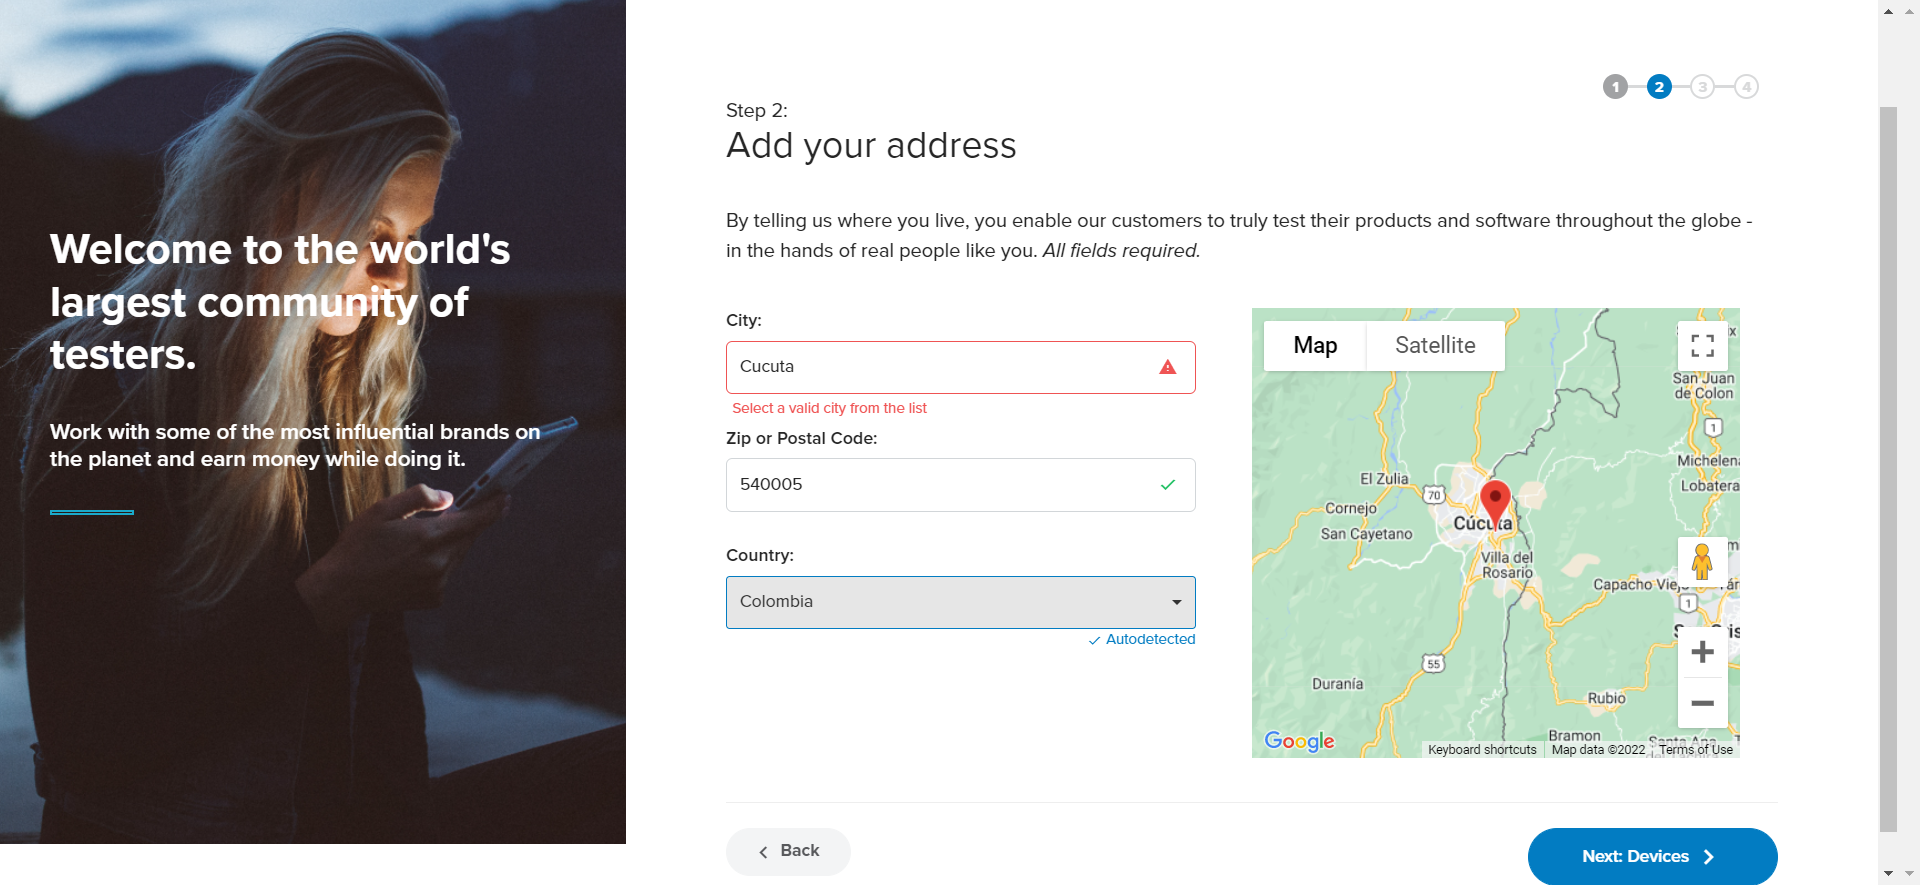 Welcome to the world's
largest community of
testers.
Work with some of the most influential brands on
the planet and earn money while doing it.
1 2 3 4
Step 2:
Add your address
By telling us where you live, you enable our customers to truly test their products and software throughout the globe -
in the hands of real people like you. All fields required.
City:
Cucuta
Select a valid city from the list
Zip or Postal Code:
540005
Country:
Colombia
Autodetected
Map Satellite
San Juan
de Colon
1
Michelena
Lobatera
El Zulia
70
Cornejo
Cúcuta
San Cayetano
Villa del
Rosario
Capacho Viejo
1
55
Durania
Rubio
Bramon
Google
Keyboard shortcuts Map data ©2022 Terms of Use
Back
Next: Devices